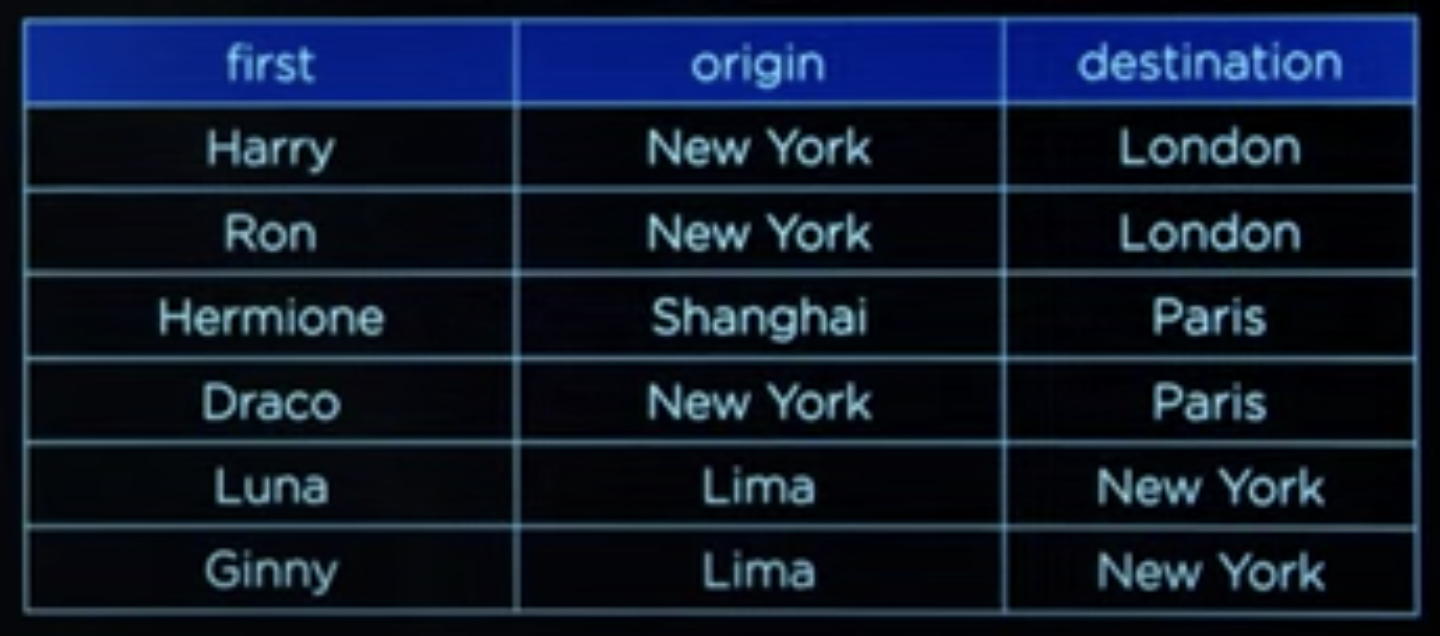 first origin destination
Harry New York London
Ron New York London
Hermione Shanghai Paris
Draco New York Paris
Luna Lima New York
Ginny Lima New York